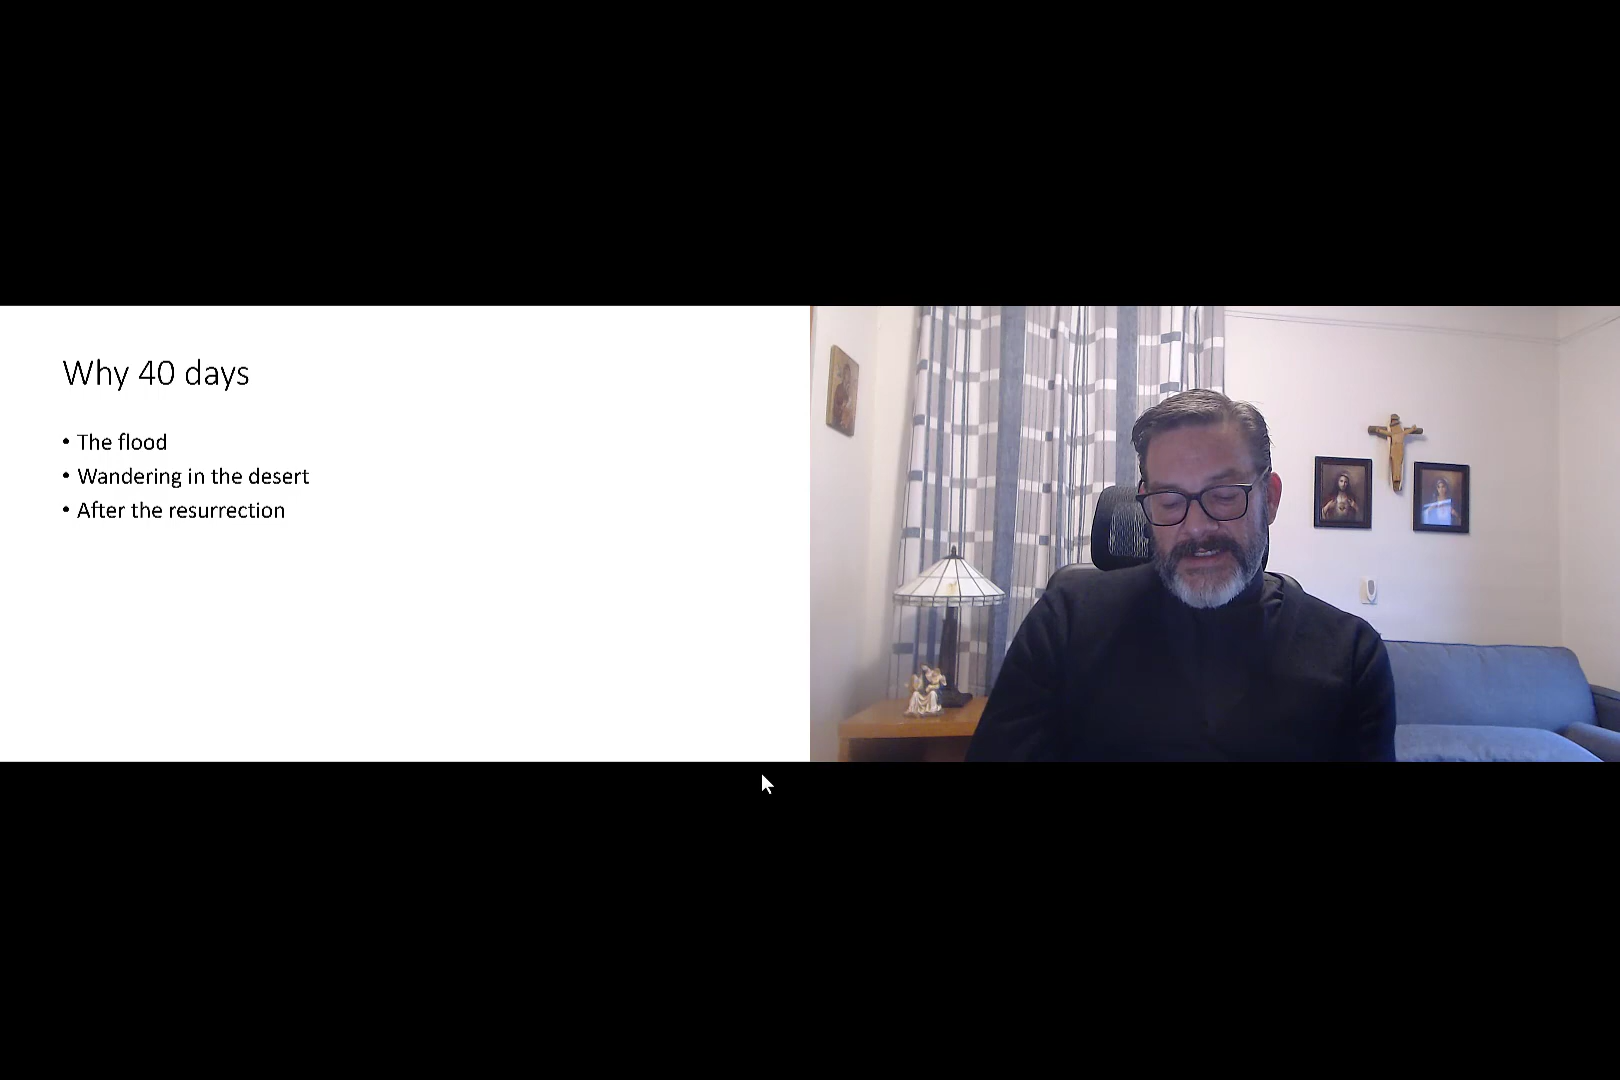 Why 40 days
• The flood
• Wandering in the desert
• After the resurrection